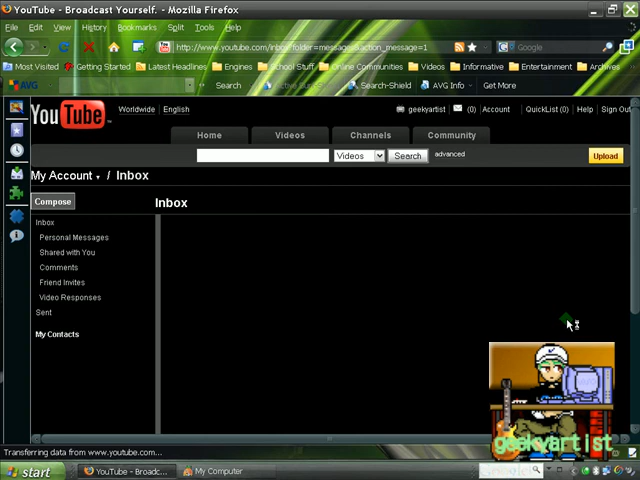 YouTube - Broadcast Yourself. - Mozilla Firefox
File Edit View History Bookmarks Split Tools Help
http://www.youtube.com/inbox?folder=messages&action_message=1
Google
Most Visited Getting Started Latest Headlines Engines School Stuff Online Communities Videos Informative Entertainment Archives
AVG Search Search-Shield AVG Info Get More
YouTube Worldwide English
geekyartist (0) Account QuickList (0) Help Sign Out
Home Videos Channels Community
Videos Search advanced Upload
My Account / Inbox
Compose Inbox
Inbox
Personal Messages
Shared with You
Comments
Friend Invites
Video Responses
Sent
My Contacts
geekyartist
Transferring data from www.youtube.com...
start YouTube - Broadc... My Computer